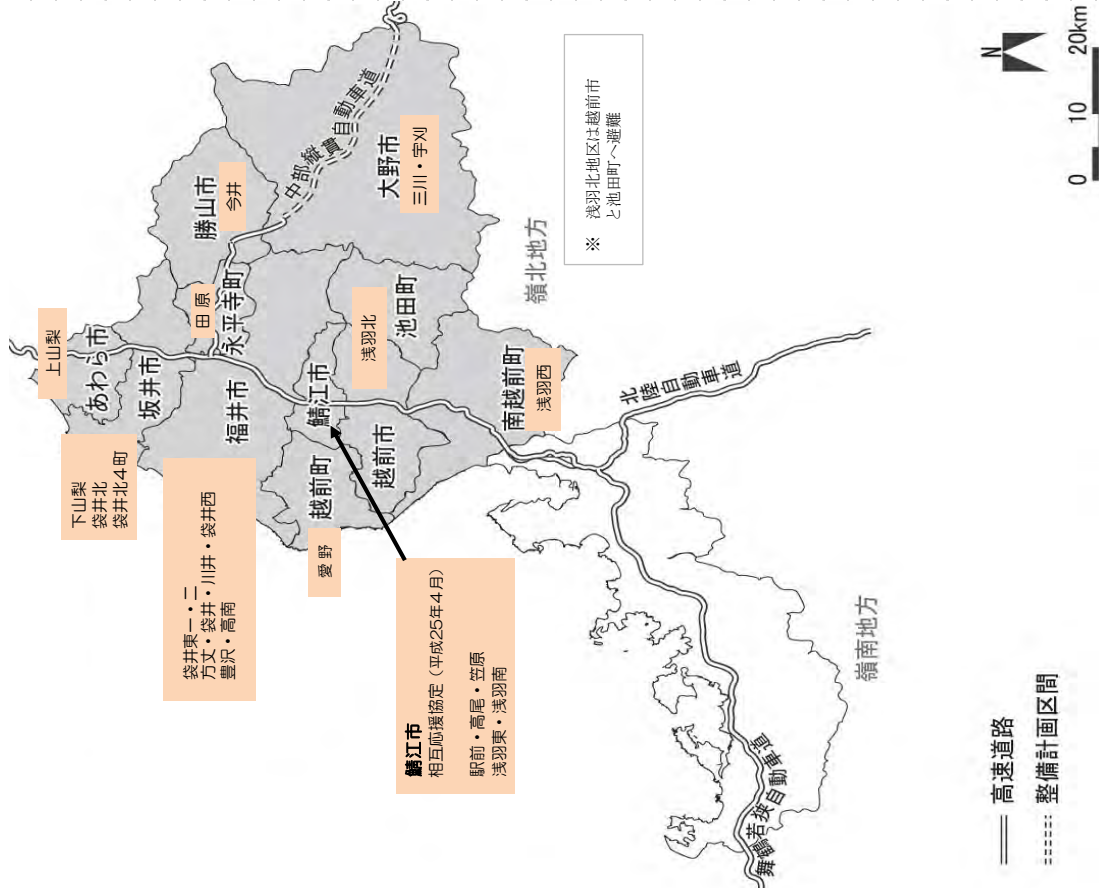 上山梨
あわら市
坂井市
下山梨
袋井北
袋井北4町
勝山市
今井
田原
永平寺町
中部縦貫自動車道
大野市
三川・宇刈
福井市
袋井東一・二
方丈・袋井・川井・袋井西
豊沢・高南
鯖江市
浅羽北
池田町
越前町
越前市
愛野
南越前町
浅羽西
嶺北地方
※ 浅羽北地区は越前市
と池田町へ避難
鯖江市
相互応援協定（平成25年4月）
駅前・高尾・笠原
浅羽東・浅羽南
北陸自動車道
舞鶴若狭自動車道
嶺南地方
高速道路
整備計画区間
N
0 10 20km